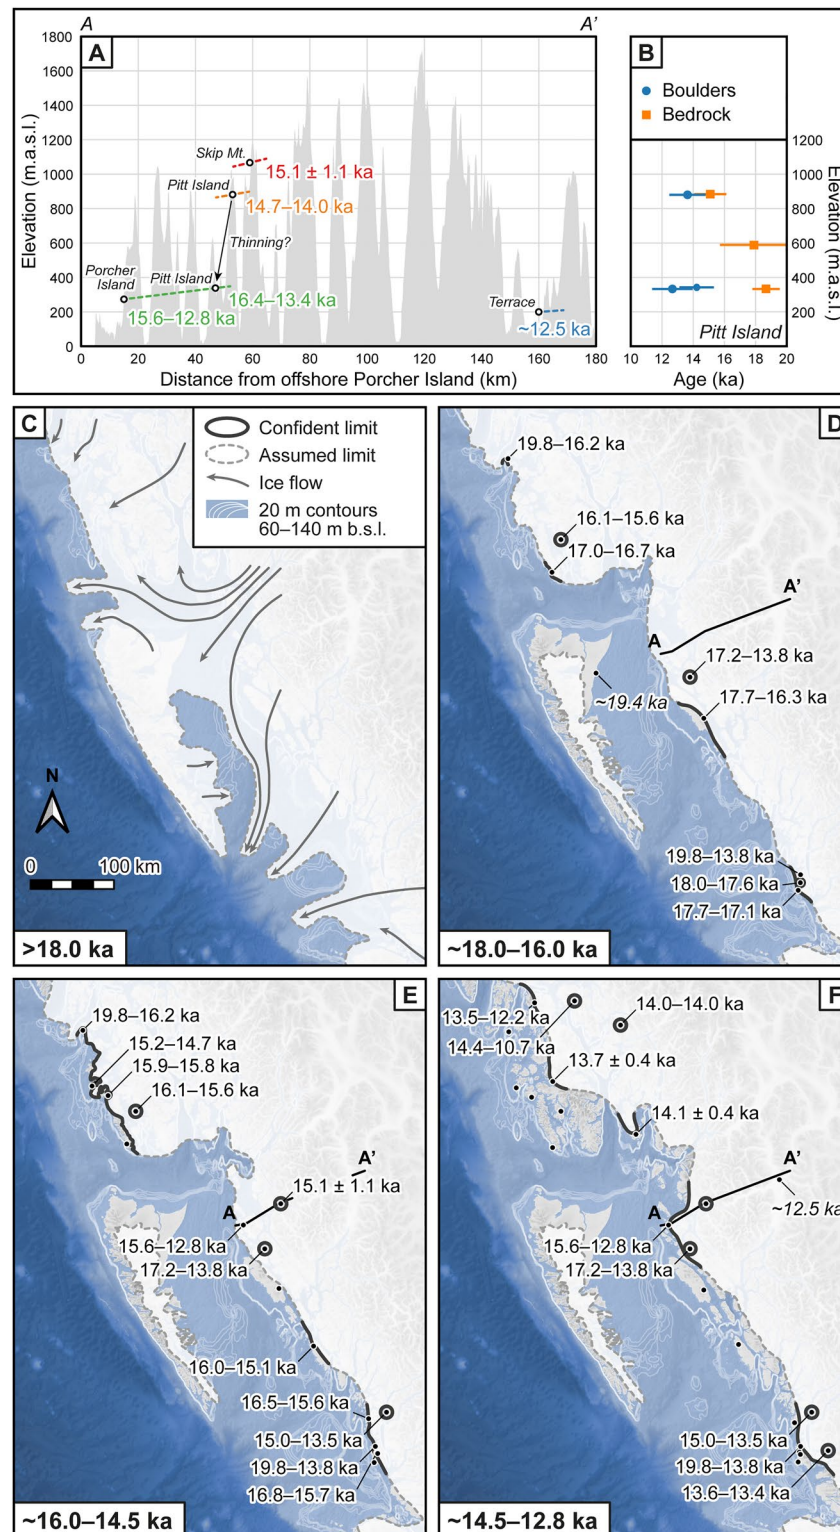 A
A'
A
1800
1600
1400
1200
1000
800
600
400
200
0
Elevation (m.a.s.l.)
Skip Mt.
15.1 ± 1.1 ka
Pitt Island
14.7–14.0 ka
Thinning?
Porcher
Island
Pitt Island
16.4–13.4 ka
15.6–12.8 ka
Terrace
~12.5 ka
0 20 40 60 80 100 120 140 160 180
Distance from offshore Porcher Island (km)
B
Boulders
Bedrock
1200
1000
800
600
400
200
Elevation (m.a.s.l.)
Pitt Island
10 12 14 16 18 20
Age (ka)
C
Confident limit
Assumed limit
Ice flow
20 m contours
60–140 m b.s.l.
N
0 100 km
>18.0 ka
D
19.8–16.2 ka
16.1–15.6 ka
17.0–16.7 ka
A'
A
17.2–13.8 ka
~19.4 ka
17.7–16.3 ka
19.8–13.8 ka
18.0–17.6 ka
17.7–17.1 ka
~18.0–16.0 ka
E
19.8–16.2 ka
15.2–14.7 ka
15.9–15.8 ka
16.1–15.6 ka
A'
15.1 ± 1.1 ka
A
15.6–12.8 ka
17.2–13.8 ka
16.0–15.1 ka
16.5–15.6 ka
15.0–13.5 ka
19.8–13.8 ka
16.8–15.7 ka
~16.0–14.5 ka
F
13.5–12.2 ka
14.0–14.0 ka
14.4–10.7 ka
13.7 ± 0.4 ka
14.1 ± 0.4 ka
A'
A
~12.5 ka
15.6–12.8 ka
17.2–13.8 ka
15.0–13.5 ka
19.8–13.8 ka
13.6–13.4 ka
~14.5–12.8 ka